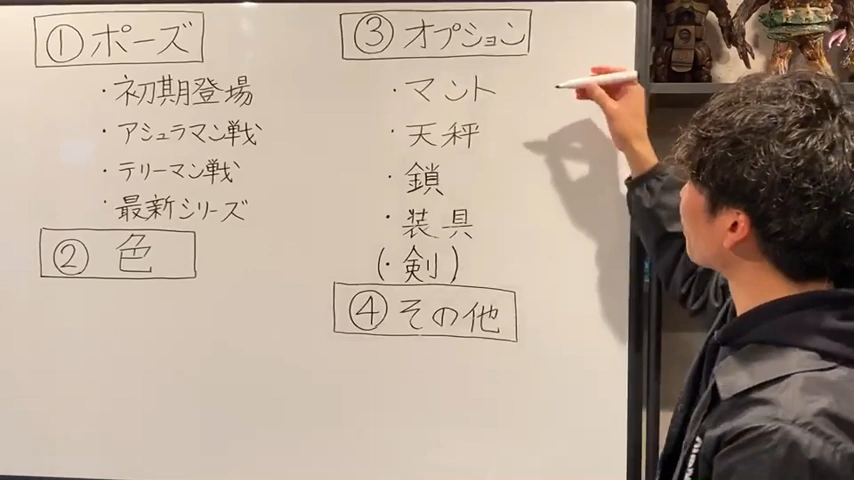 ①ポーズ
・初期登場
・アシュラマン戦
・テリーマン戦
・最新シリーズ
②色
③オプション
・マント
・天秤
・鎖
・装具
(・剣)
④その他